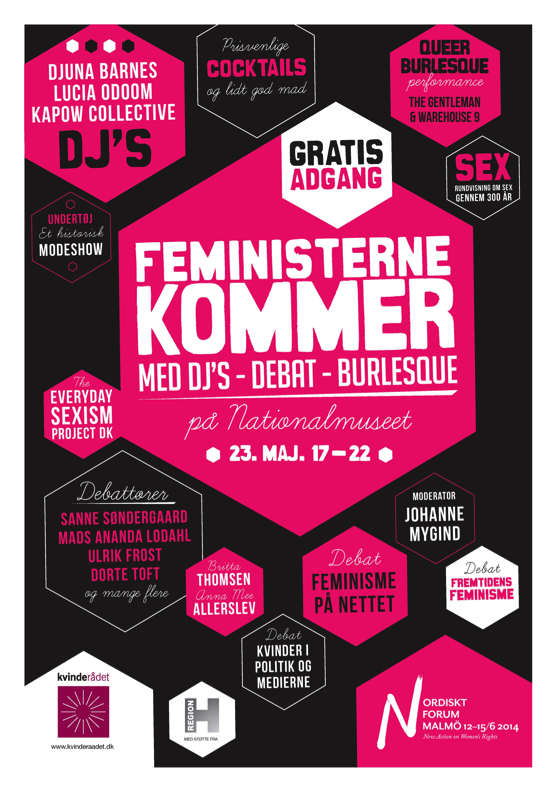 DJUNA BARNES
LUCIA ODOOM
KAPOW COLLECTIVE
DJ'S
Prisvenlige
COCKTAILS
og lidt god mad
QUEER
BURLESQUE
performance
THE GENTLEMAN
& WAREHOUSE 9
GRATIS
ADGANG
SEX
RUNDVISNING OM SEX
GENNEM 300 ÅR
UNDERTØJ
Et historisk
MODESHOW
FEMINISTERNE
KOMMER
MED DJ'S - DEBAT - BURLESQUE
på Nationalmuseet
23. MAJ. 17—22
The
EVERYDAY
SEXISM
PROJECT DK
Debattører
SANNE SØNDERGAARD
MADS ANANDA LODAHL
ULRIK FROST
DORTE TOFT
og mange flere
MODERATOR
JOHANNE
MYGIND
Britta
THOMSEN
Anna Mee
ALLERSLEV
Debat
FEMINISME
PÅ NETTET
Debat
FREMTIDENS
FEMINISME
Debat
KVINDER I
POLITIK OG
MEDIERNE
kvinderådet
www.kvinderaadet.dk
REGION H
MED STØTTE FRA
NORDISKT
FORUM
MALMÖ 12–15/6 2014
New Action on Women's Rights